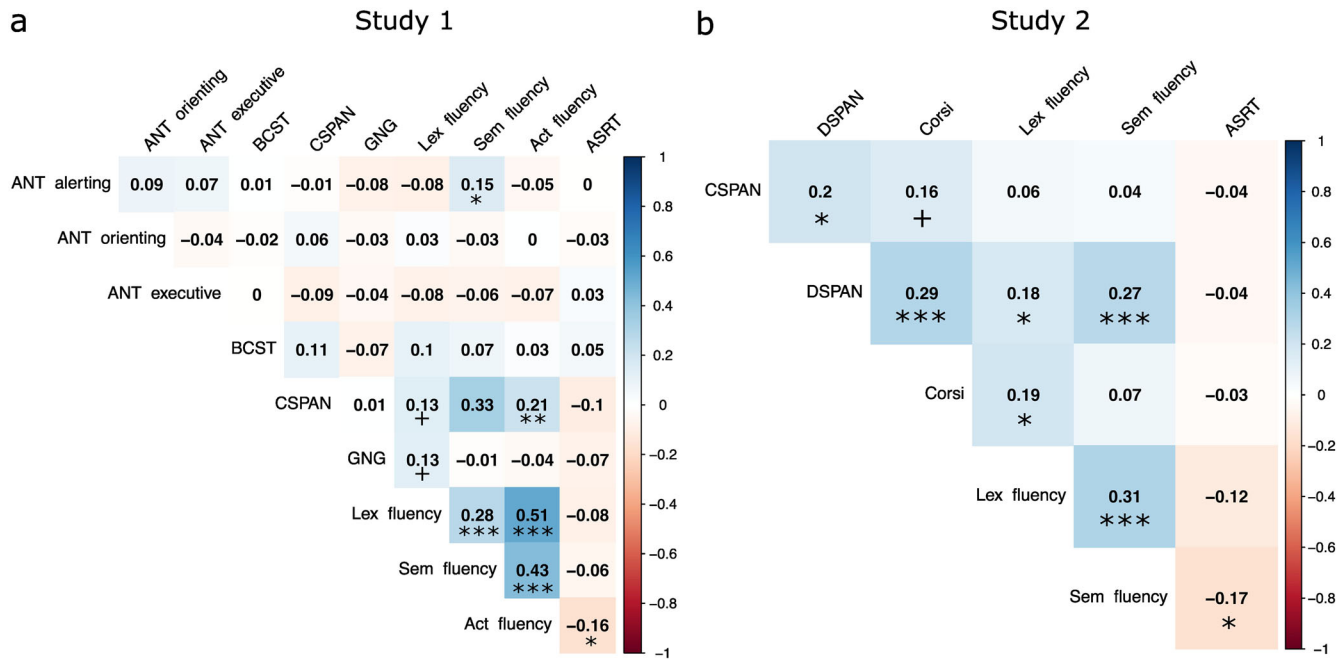 a Study 1
ANT orienting
ANT executive
BCST
CSPAN
GNG
Lex fluency
Sem fluency
Act fluency
ASRT
ANT alerting 0.09 0.07 0.01 −0.01 −0.08 −0.08 0.15 −0.05 0
*
ANT orienting −0.04 −0.02 0.06 −0.03 0.03 −0.03 0 −0.03
ANT executive 0 −0.09 −0.04 −0.08 −0.06 −0.07 0.03
BCST 0.11 −0.07 0.1 0.07 0.03 0.05
CSPAN 0.01 0.13 0.33 0.21 −0.1
+ **
GNG 0.13 −0.01 −0.04 −0.07
+
Lex fluency 0.28 0.51 −0.08
*** ***
Sem fluency 0.43 −0.06
***
Act fluency −0.16
*
1
0.8
0.6
0.4
0.2
0
−0.2
−0.4
−0.6
−0.8
−1
b Study 2
DSPAN
Corsi
Lex fluency
Sem fluency
ASRT
CSPAN 0.2 0.16 0.06 0.04 −0.04
* +
DSPAN 0.29 0.18 0.27 −0.04
*** * ***
Corsi 0.19 0.07 −0.03
*
Lex fluency 0.31 −0.12
***
Sem fluency −0.17
*
1
0.8
0.6
0.4
0.2
0
−0.2
−0.4
−0.6
−0.8
−1